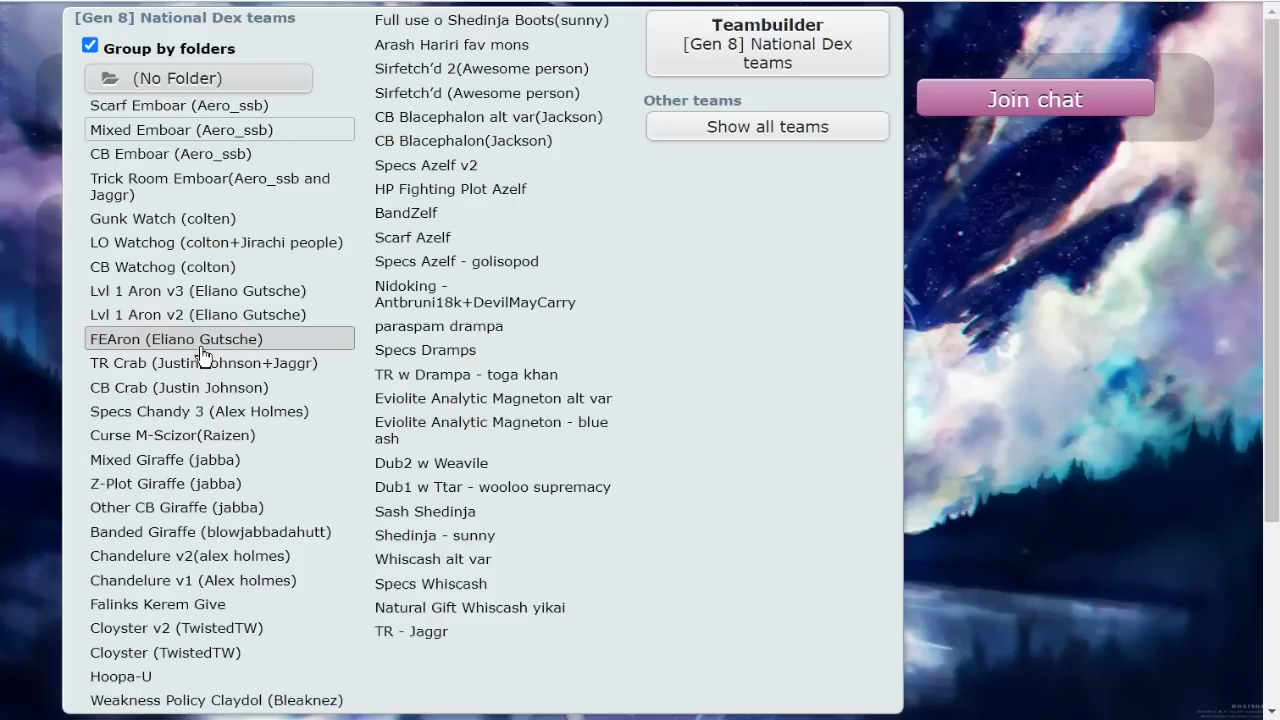 [Gen 8] National Dex teams
Group by folders
(No Folder)
Scarf Emboar (Aero_ssb)
Mixed Emboar (Aero_ssb)
CB Emboar (Aero_ssb)
Trick Room Emboar(Aero_ssb and
Jaggr)
Gunk Watch (colten)
LO Watchog (colton+Jirachi people)
CB Watchog (colton)
Lvl 1 Aron v3 (Eliano Gutsche)
Lvl 1 Aron v2 (Eliano Gutsche)
FEAron (Eliano Gutsche)
TR Crab (Justin Johnson+Jaggr)
CB Crab (Justin Johnson)
Specs Chandy 3 (Alex Holmes)
Curse M-Scizor(Raizen)
Mixed Giraffe (jabba)
Z-Plot Giraffe (jabba)
Other CB Giraffe (jabba)
Banded Giraffe (blowjabbadahutt)
Chandelure v2(alex holmes)
Chandelure v1 (Alex holmes)
Falinks Kerem Give
Cloyster v2 (TwistedTW)
Cloyster (TwistedTW)
Hoopa-U
Weakness Policy Claydol (Bleaknez)
Full use o Shedinja Boots(sunny)
Arash Hariri fav mons
Sirfetch’d 2(Awesome person)
Sirfetch’d (Awesome person)
CB Blacephalon alt var(Jackson)
CB Blacephalon(Jackson)
Specs Azelf v2
HP Fighting Plot Azelf
BandZelf
Scarf Azelf
Specs Azelf - golisopod
Nidoking -
Antbruni18k+DevilMayCarry
paraspam drampa
Specs Dramps
TR w Drampa - toga khan
Eviolite Analytic Magneton alt var
Eviolite Analytic Magneton - blue
ash
Dub2 w Weavile
Dub1 w Ttar - wooloo supremacy
Sash Shedinja
Shedinja - sunny
Whiscash alt var
Specs Whiscash
Natural Gift Whiscash yikai
TR - Jaggr
Teambuilder
[Gen 8] National Dex
teams
Other teams
Show all teams
Join chat